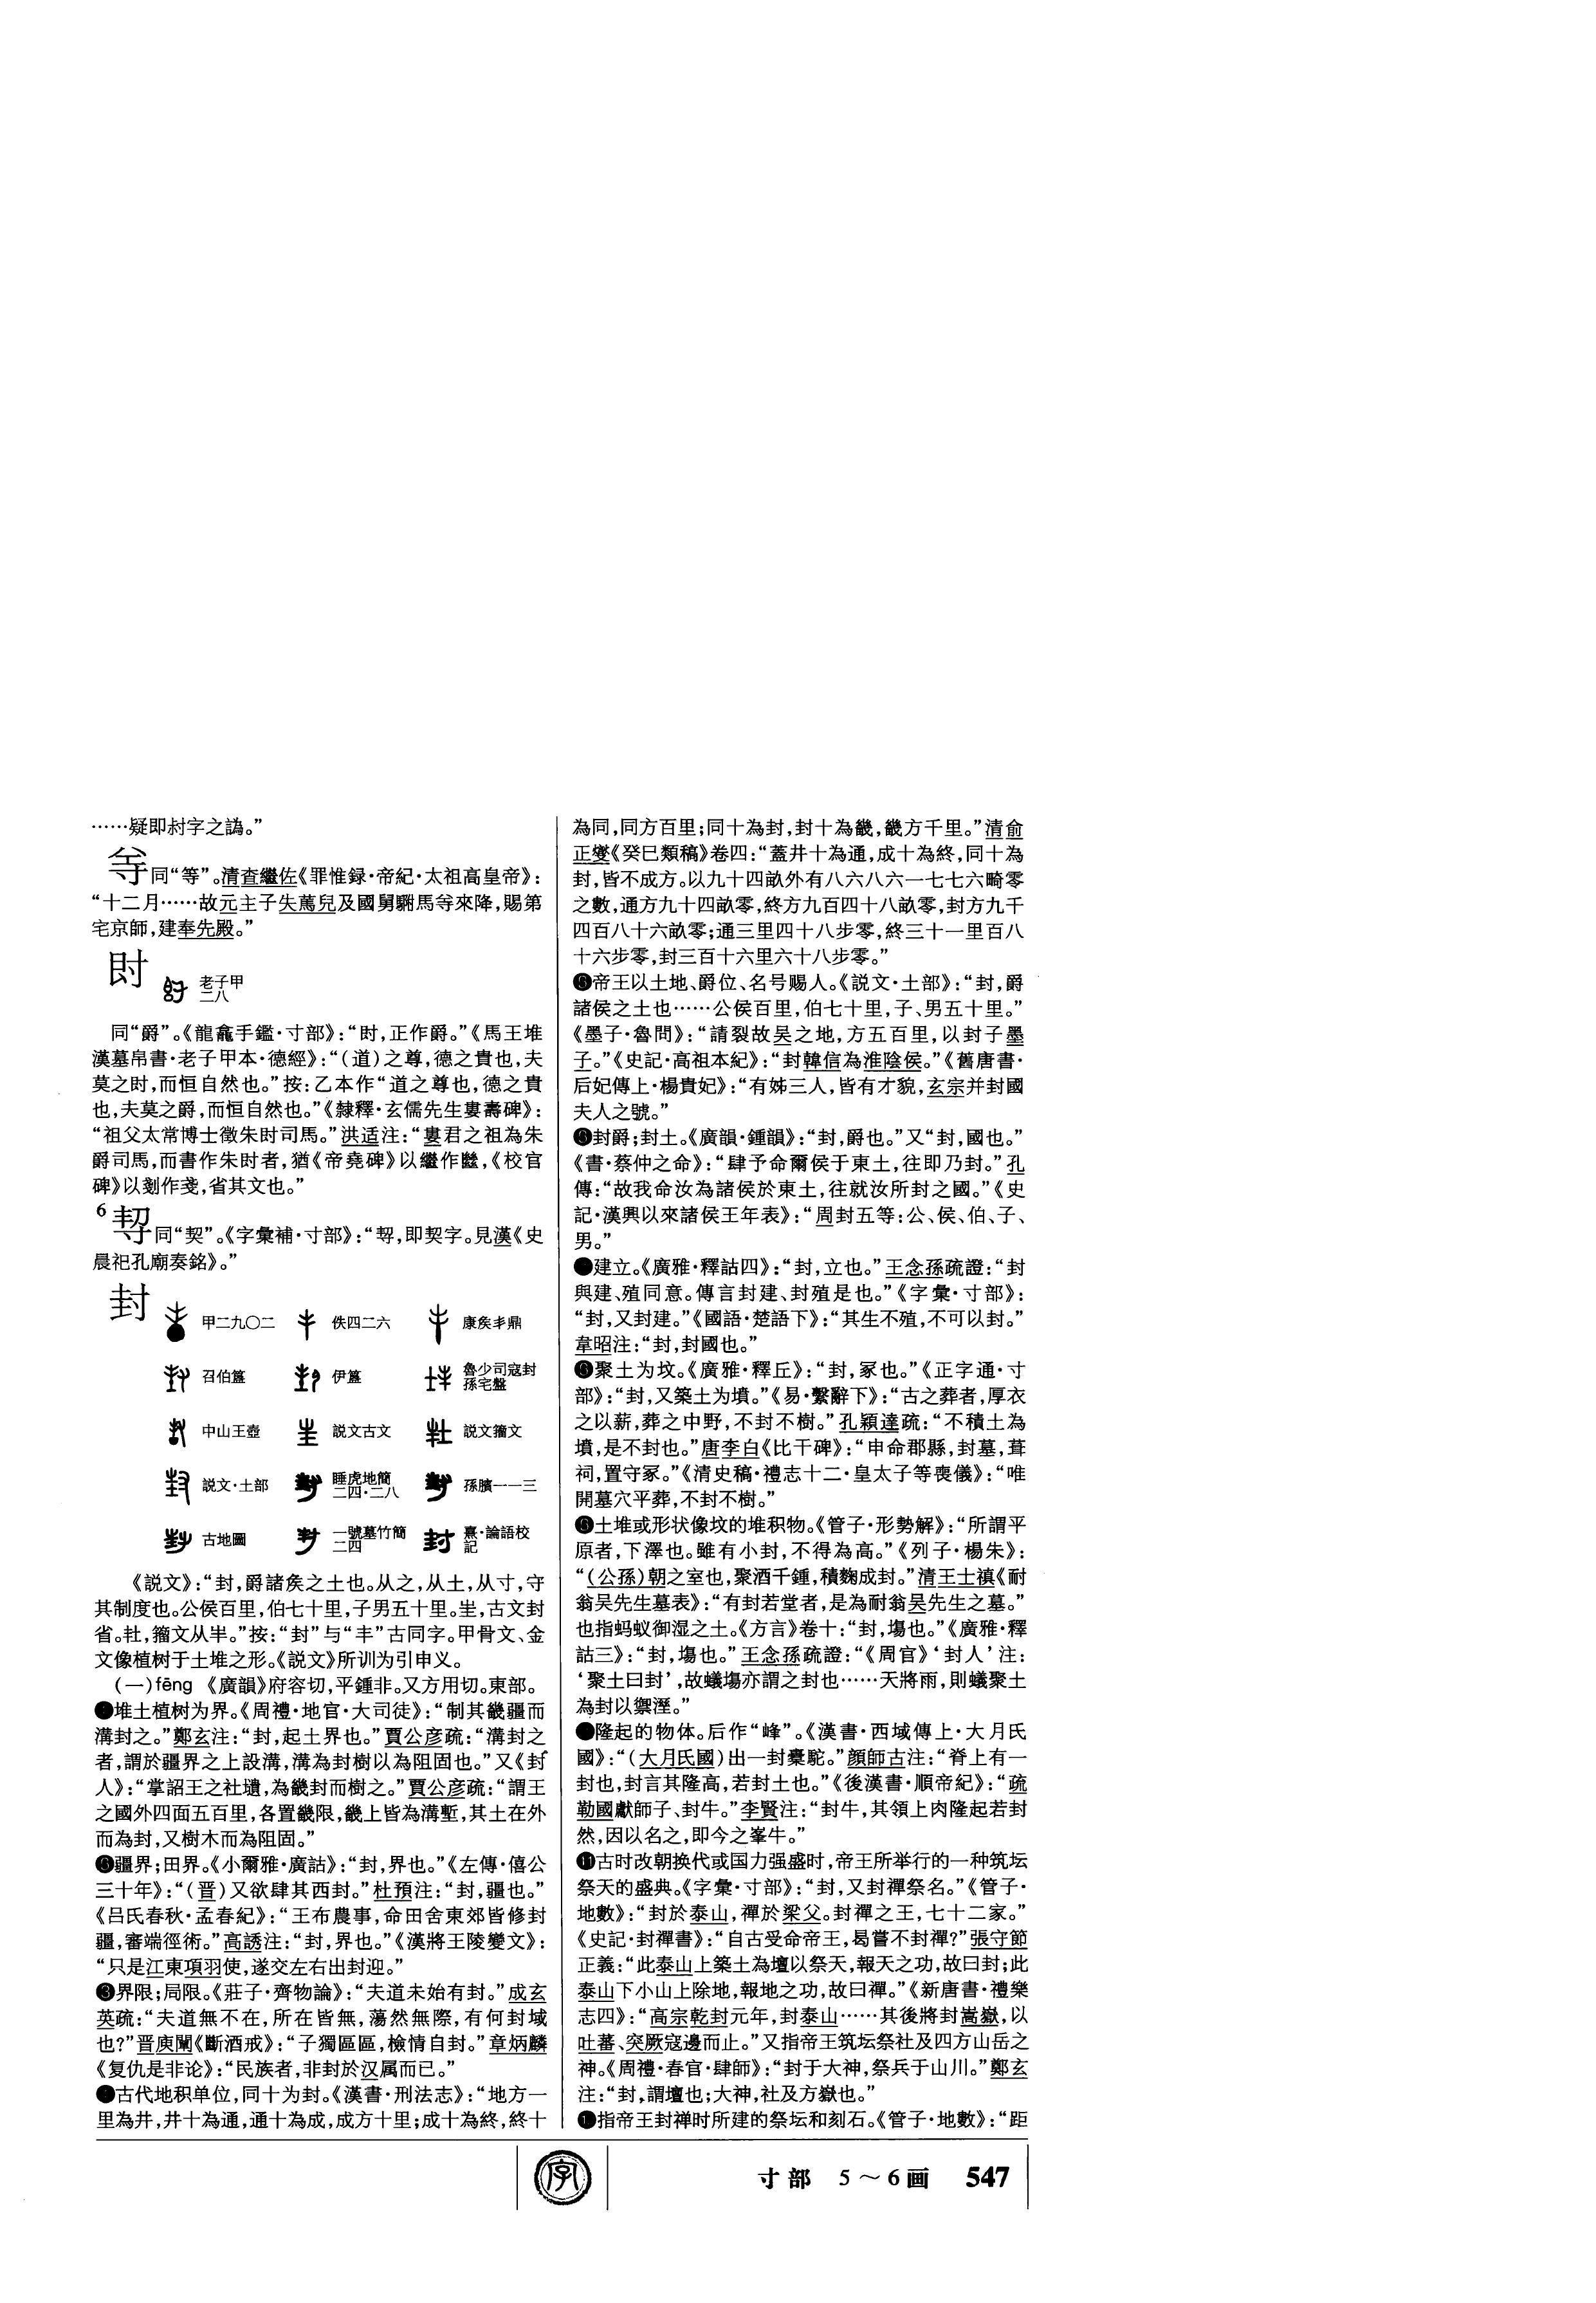 ……疑即尌字之譌。”
同“等”。清查繼佐《罪惟録·帝紀·太祖高皇帝》：
“十二月……故元主子失萬兒及國舅駙馬等來降，賜第
宅京師，建奉先殿。”
老子甲
二八
同“爵”。《龍龕手鑑·寸部》：“𡬠，正作爵。”《馬王堆
漢墓帛書·老子甲本·德經》：“（道）之尊，德之貴也，夫
莫之𡬠，而恒自然也。”按：乙本作“道之尊也，德之貴
也，夫莫之爵，而恒自然也。”《隸釋·玄儒先生婁壽碑》：
“祖父太常博士徵朱𡬠司馬。”洪适注：“婁君之祖為朱
爵司馬，而書作朱𡬠者，猶《帝堯碑》以繼作㡭，《校官
碑》以剗作戔，省其文也。”
6
同“契”。《字彙補·寸部》：“，即契字。見漢《史
晨祀孔廟奏銘》。”
封
甲二九〇二 佚四二六 康矦丯鼎
召伯簋 伊簋 魯少司寇封
孫宅盤
中山王壺 説文古文 説文籀文
説文·土部 睡虎地簡
二四·二八 孫臏一一三
古地圖 一號墓竹簡
二四 熹·論語校
記
《説文》：“封，爵諸矦之土也。从之，从土，从寸，守
其制度也。公侯百里，伯七十里，子男五十里。㞷，古文封
省。𡉚，籀文从丰。”按：“封”与“丰”古同字。甲骨文、金
文像植树于土堆之形。《説文》所训为引申义。
（一）fēng 《廣韻》府容切，平鍾非。又方用切。東部。
堆土植树为界。《周禮·地官·大司徒》：“制其畿疆而
溝封之。”鄭玄注：“封，起土界也。”賈公彦疏：“溝封之
者，謂於疆界之上設溝，溝為封樹以為阻固也。”又《封
人》：“掌詔王之社壝，為畿封而樹之。”賈公彦疏：“謂王
之國外四面五百里，各置畿限，畿上皆為溝塹，其土在外
而為封，又樹木而為阻固。”
疆界；田界。《小爾雅·廣詁》：“封，界也。”《左傳·僖公
三十年》：“（晋）又欲肆其西封。”杜預注：“封，疆也。”
《吕氏春秋·孟春紀》：“王布農事，命田舍東郊皆修封
疆，審端徑術。”高誘注：“封，界也。”《漢將王陵變文》：
“只是江東項羽使，遂交左右出封迎。”
❸界限；局限。《莊子·齊物論》：“夫道未始有封。”成玄
英疏：“夫道無不在，所在皆無，蕩然無際，有何封域
也？”晋庾闡《斷酒戒》：“子獨區區，檢情自封。”章炳麟
《复仇是非论》：“民族者，非封於汉属而已。”
古代地积单位，同十为封。《漢書·刑法志》：“地方一
里為井，井十為通，通十為成，成方十里；成十為終，終十
為同，同方百里；同十為封，封十為畿，畿方千里。”清俞
正燮《癸巳類稿》卷四：“蓋井十為通，成十為終，同十為
封，皆不成方。以九十四畝外有八六八六一七七六畸零
之數，通方九十四畝零，終方九百四十八畝零，封方九千
四百八十六畝零；通三里四十八步零，終三十一里百八
十六步零，封三百十六里六十八步零。”
帝王以土地、爵位、名号赐人。《説文·土部》：“封，爵
諸侯之土也……公侯百里，伯七十里，子、男五十里。”
《墨子·魯問》：“請裂故吴之地，方五百里，以封子墨
子。”《史記·高祖本紀》：“封韓信為淮陰侯。”《舊唐書·
后妃傳上·楊貴妃》：“有姊三人，皆有才貌，玄宗并封國
夫人之號。”
封爵；封土。《廣韻·鍾韻》：“封，爵也。”又“封，國也。”
《書·蔡仲之命》：“肆予命爾侯于東土，往即乃封。”孔
傳：“故我命汝為諸侯於東土，往就汝所封之國。”《史
記·漢興以來諸侯王年表》：“周封五等：公、侯、伯、子、
男。”
建立。《廣雅·釋詁四》：“封，立也。”王念孫疏證：“封
與建、殖同意。傳言封建、封殖是也。”《字彙·寸部》：
“封，又封建。”《國語·楚語下》：“其生不殖，不可以封。”
韋昭注：“封，封國也。”
聚土为坟。《廣雅·釋丘》：“封，冢也。”《正字通·寸
部》：“封，又築土为墳。”《易·繫辭下》：“古之葬者，厚衣
之以薪，葬之中野，不封不樹。”孔穎達疏：“不積土為
墳，是不封也。”唐李白《比干碑》：“申命郡縣，封墓，葺
祠，置守冢。”《清史稿·禮志十二·皇太子等喪儀》：“唯
開墓穴平葬，不封不樹。”
土堆或形状像坟的堆积物。《管子·形勢解》：“所謂平
原者，下澤也。雖有小封，不得為高。”《列子·楊朱》：
“（公孫）朝之室也，聚酒千鍾，積麴成封。”清王士禛《耐
翁吴先生墓表》：“有封若堂者，是為耐翁吴先生之墓。”
也指蚂蚁御湿之土。《方言》卷十：“封，場也。”《廣雅·釋
詁三》：“封，場也。”王念孫疏證：“《周官》‘封人’注：
‘聚土曰封’，故蟻場亦謂之封也……天將雨，則蟻聚土
為封以禦溼。”
隆起的物体。后作“峰”。《漢書·西域傳上·大月氏
國》：“（大月氏國）出一封橐駝。”顔師古注：“脊上有一
封也，封言其隆高，若封土也。”《後漢書·順帝紀》：“疏
勒國獻師子、封牛。”李賢注：“封牛，其領上肉隆起若封
然，因以名之，即今之峯牛。”
⓫古时改朝换代或国力强盛时，帝王所举行的一种筑坛
祭天的盛典。《字彙·寸部》：“封，又封禪祭名。”《管子·
地數》：“封於泰山，禪於梁父。封禪之王，七十二家。”
《史記·封禪書》：“自古受命帝王，曷嘗不封禪？”張守節
正義：“此泰山上築土為壇以祭天，報天之功，故曰封；此
泰山下小山上除地，報地之功，故曰禪。”《新唐書·禮樂
志四》：“高宗乾封元年，封泰山……其後將封嵩嶽，以
吐蕃、突厥寇邊而止。”又指帝王筑坛祭社及四方山岳之
神。《周禮·春官·肆師》：“封于大神，祭兵于山川。”鄭玄
注：“封，謂壇也；大神，社及方嶽也。”
指帝王封禅时所建的祭坛和刻石。《管子·地數》：“距
字
寸部 5～6画 547